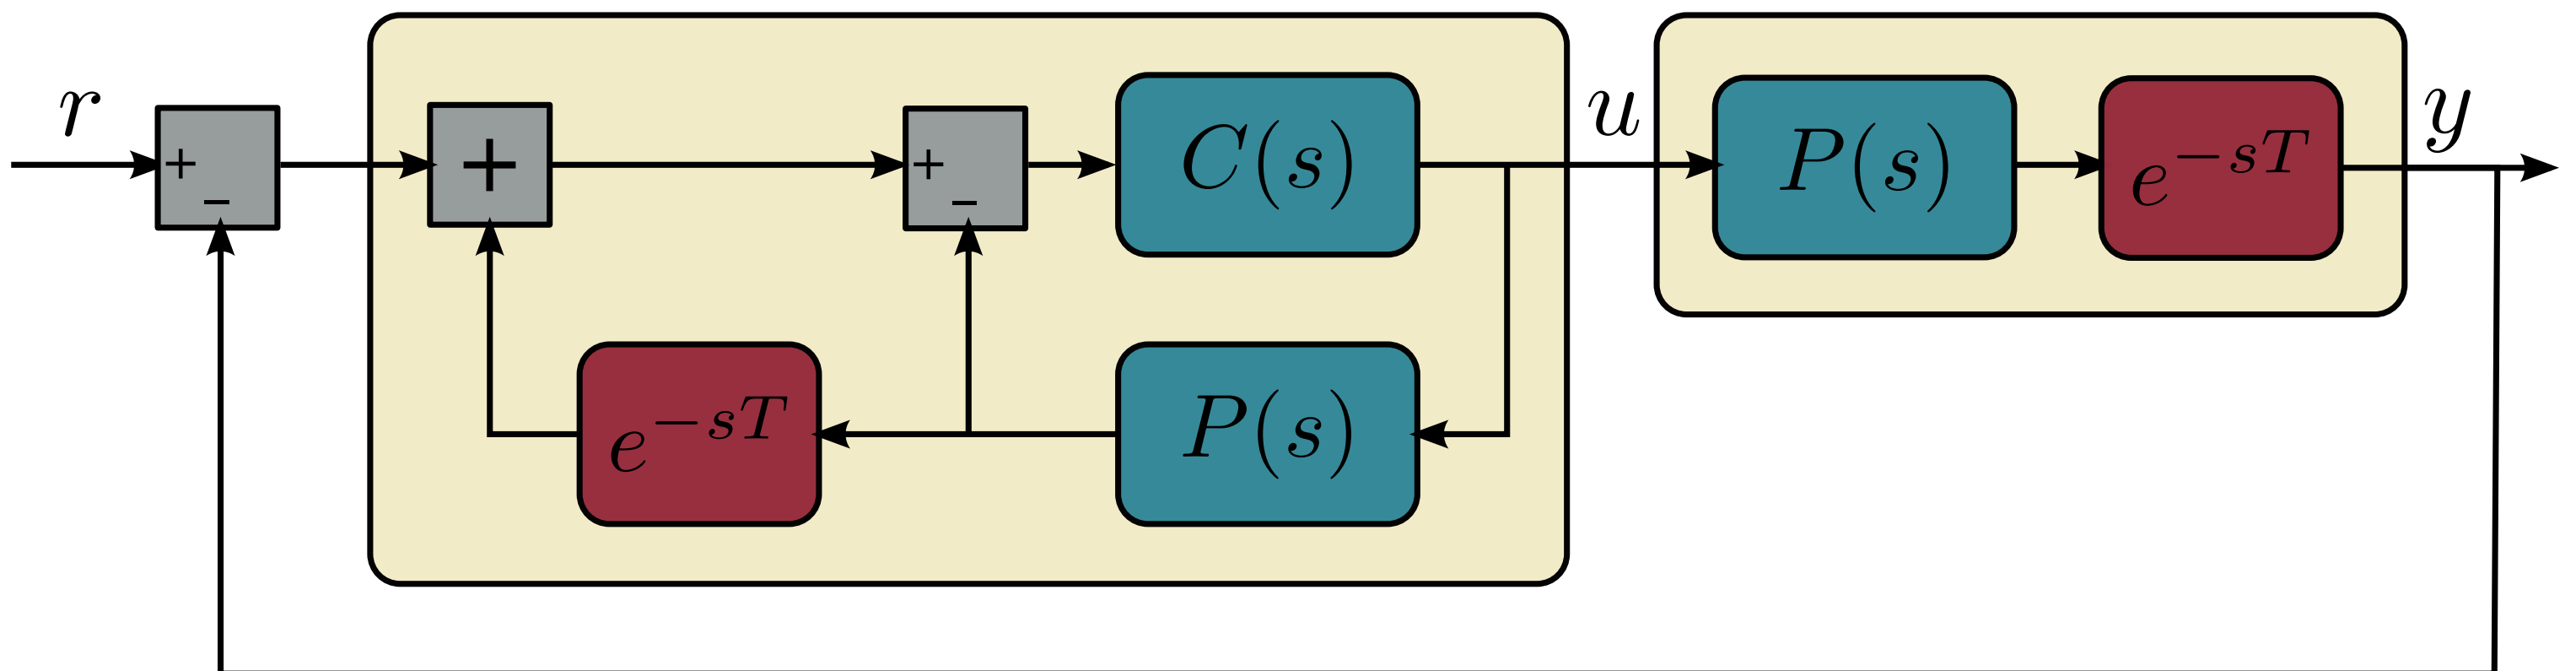 r
+
−
+
+
−
C(s)
u
P(s)
e^{-sT}
y
e^{-sT}
P(s)